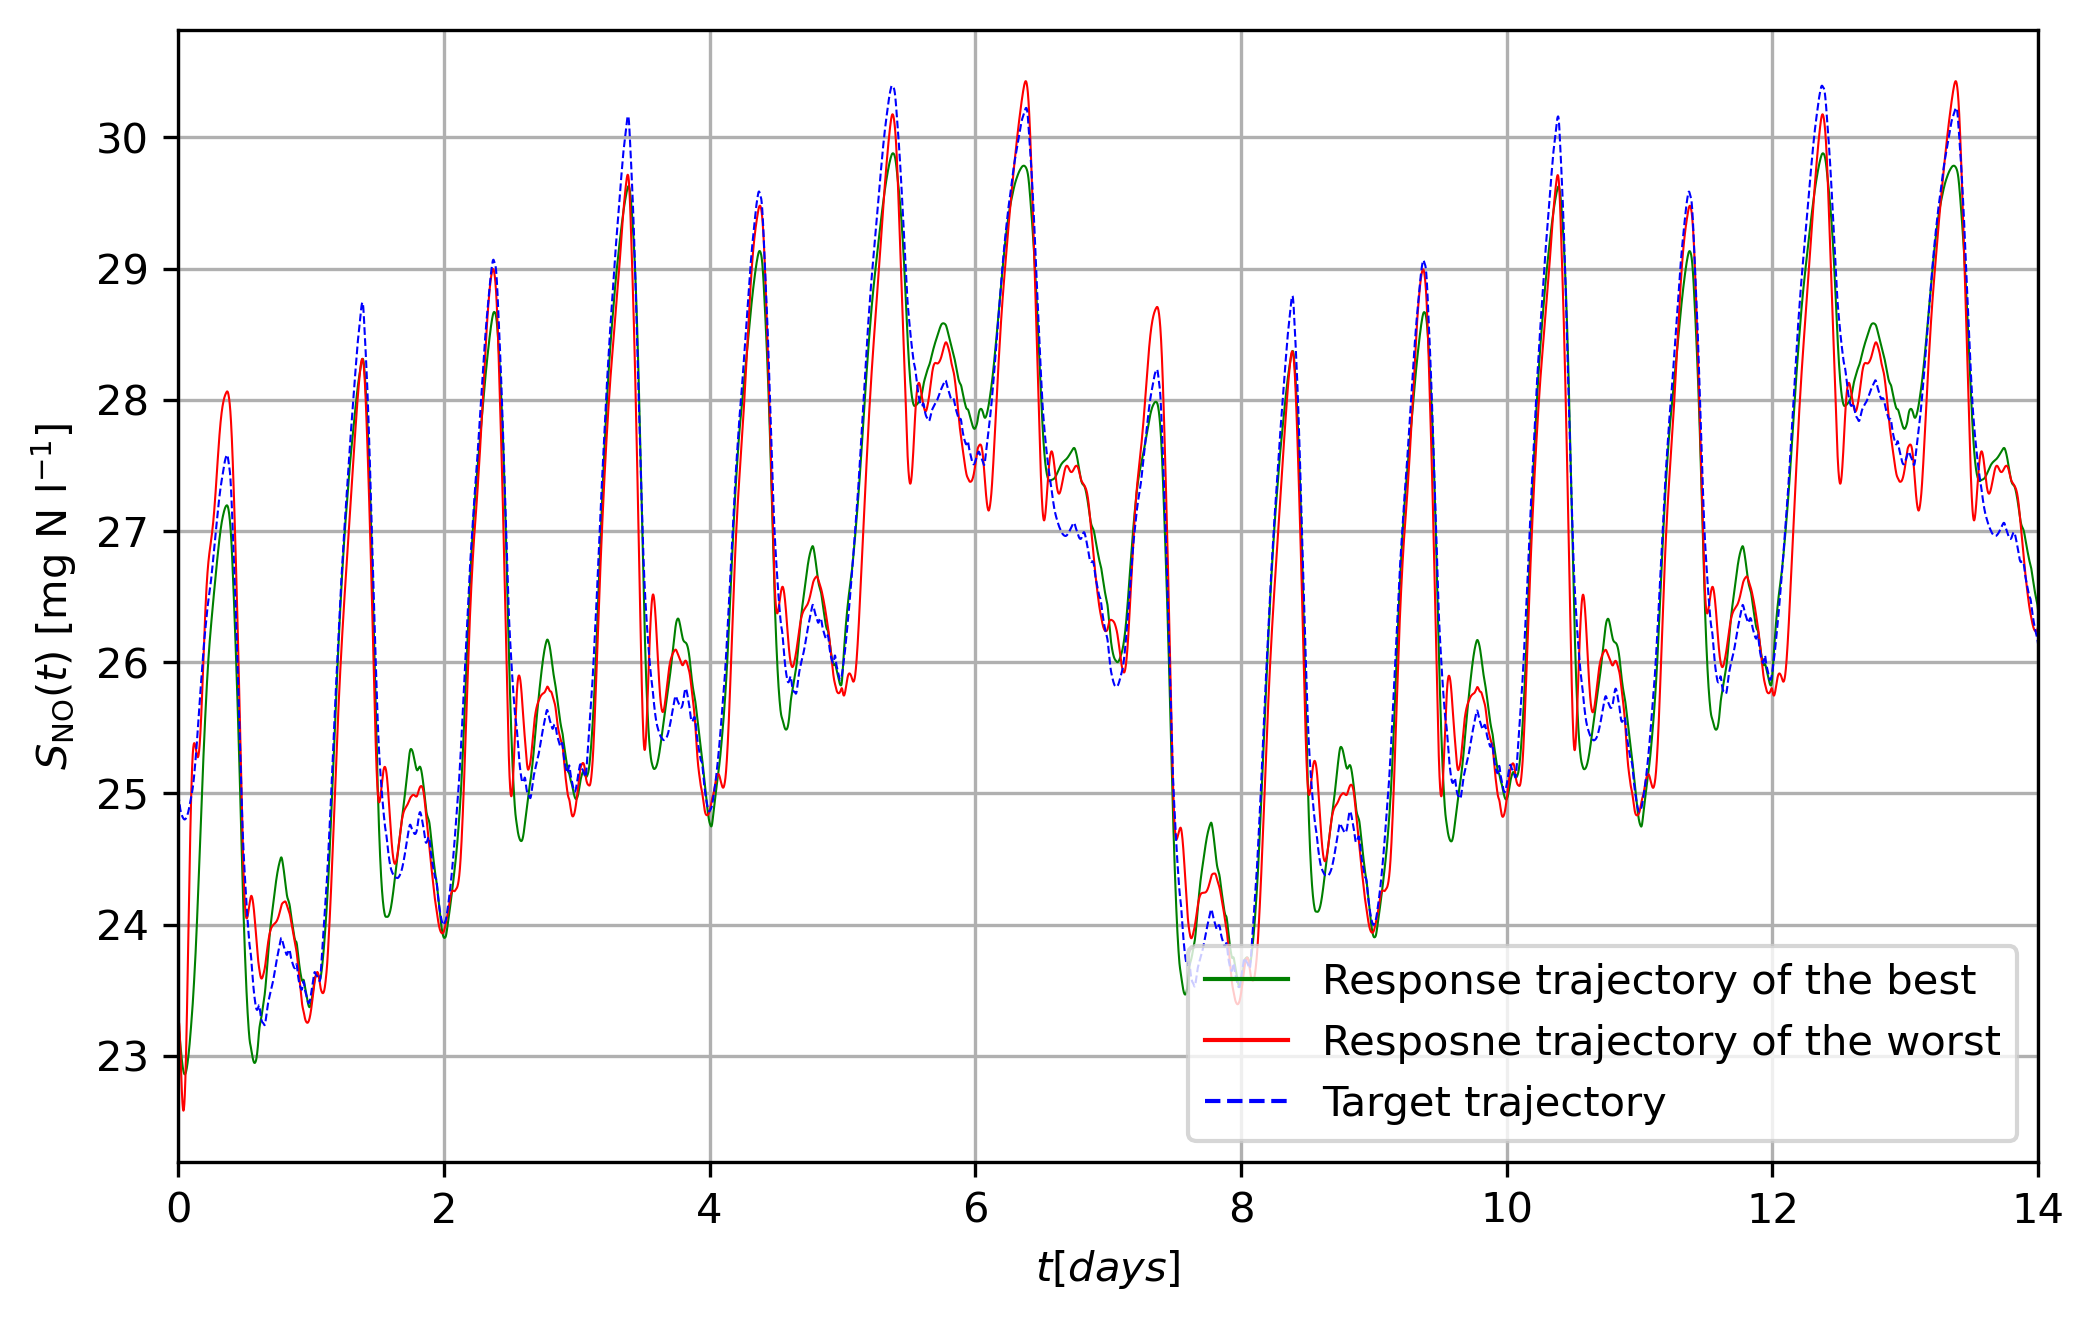 30
29
28
27
26
25
24
23
S_NO(t) [mg N l⁻¹]
Response trajectory of the best
Resposne trajectory of the worst
Target trajectory
0 2 4 6 8 10 12 14
t[days]